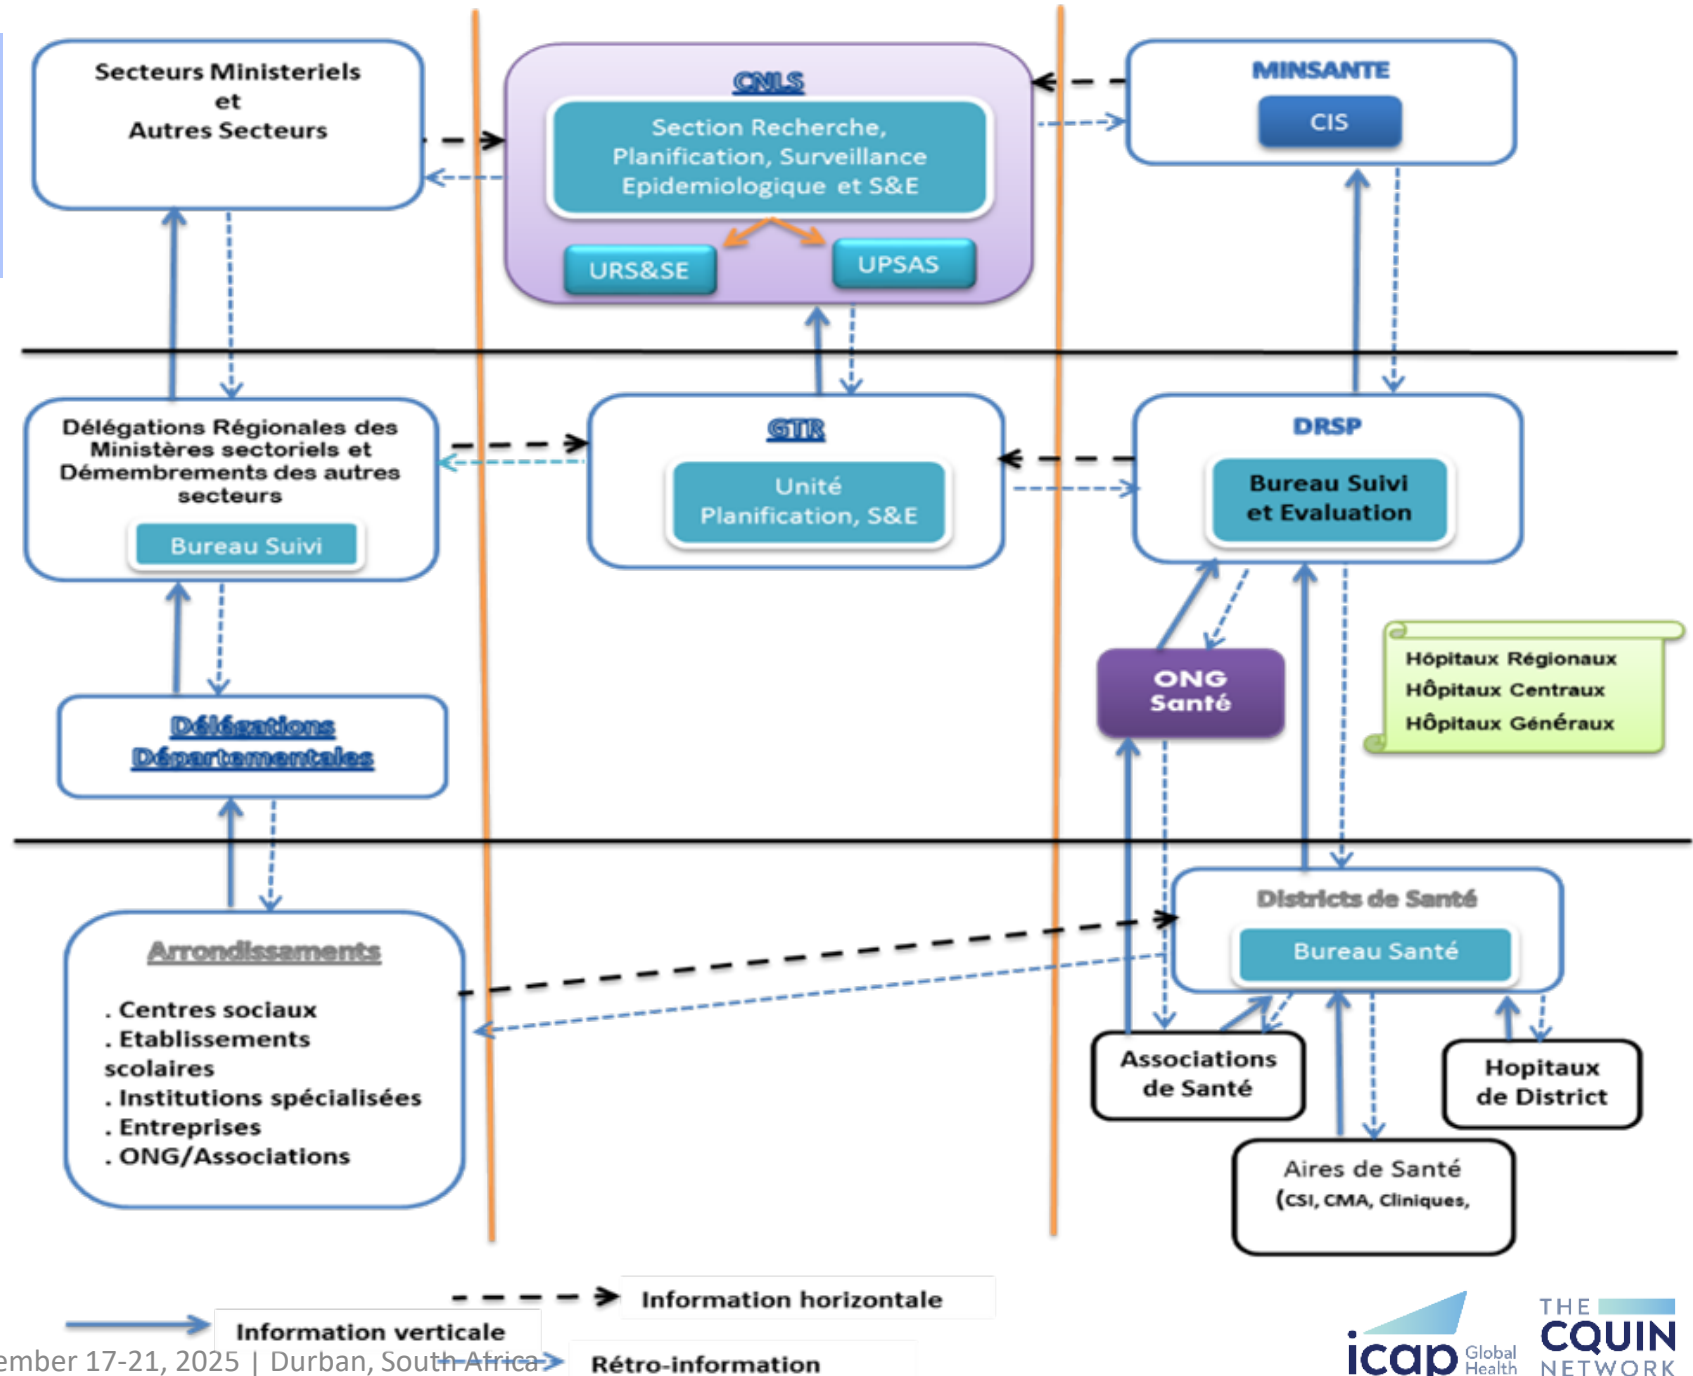 Secteurs Ministeriels
et
Autres Secteurs
CNLS
Section Recherche,
Planification, Surveillance
Epidemiologique et S&E
URS&SE
UPSAS
MINSANTE
CIS
Délégations Régionales des
Ministères sectoriels et
Démembrements des autres
secteurs
Bureau Suivi
GTR
Unité
Planification, S&E
DRSP
Bureau Suivi
et Evaluation
ONG
Santé
Hôpitaux Régionaux
HÔpitaux Centraux
HÔpitaux GénÉraux
Délégations
Départementales
Arrondissaments
. Centres sociaux
. Etablissements
scolaires
. Institutions spécialisées
. Entreprises
. ONG/Associations
Districts de Santé
Bureau Santé
Associations
de Santé
Hopitaux
de District
Aires de Santé
(CSI, CMA, Cliniques,
Information horizontale
Information verticale
Rétro-information
ember 17-21, 2025 | Durban, South Africa
icap Global
Health
THE
CQUIN
NETWORK